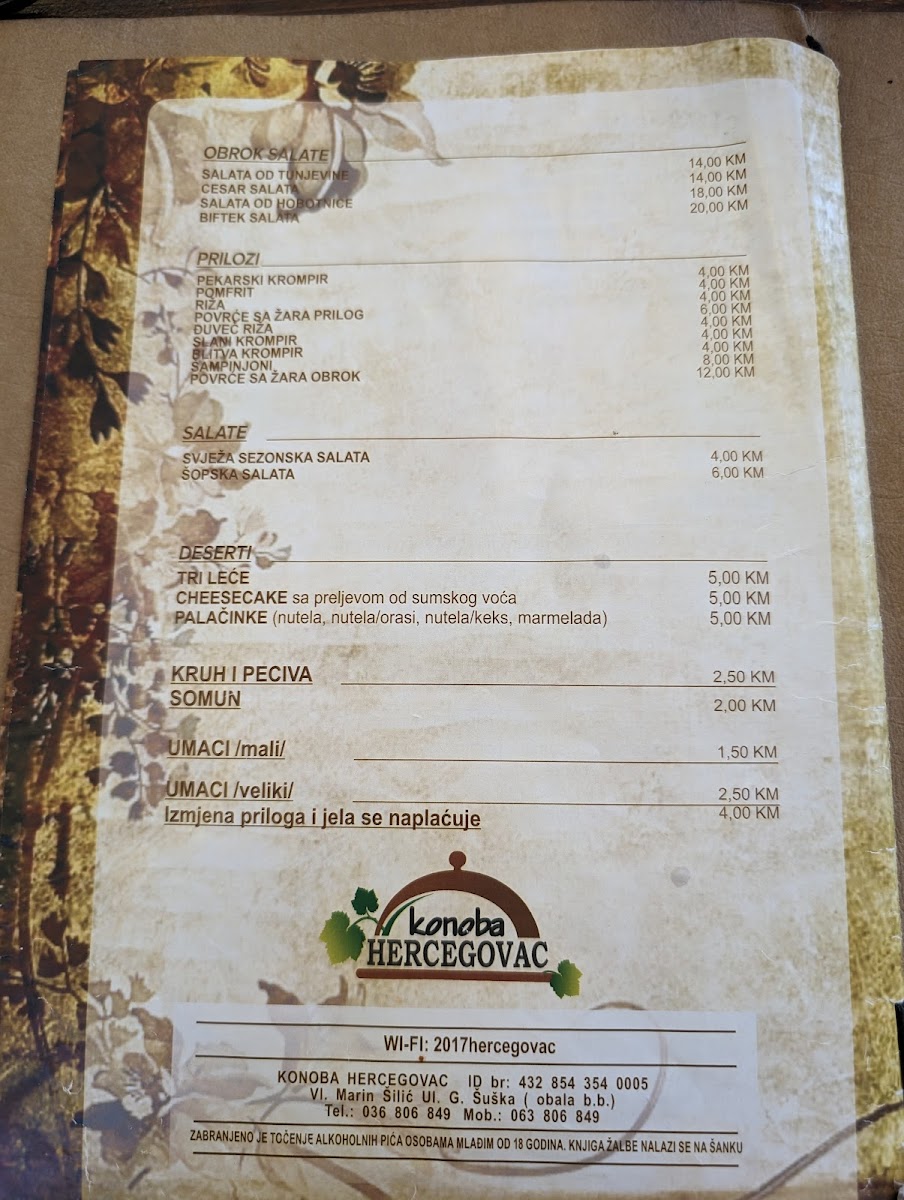 OBROK SALATE
SALATA OD TUNJEVINE 14,00 KM
CESAR SALATA 14,00 KM
SALATA OD HOBOTNICE 18,00 KM
BIFTEK SALATA 20,00 KM
PRILOZI
PEKARSKI KROMPIR 4,00 KM
POMFRIT 4,00 KM
RIŽA 4,00 KM
POVRĆE SA ŽARA PRILOG 6,00 KM
ĐUVEČ RIŽA 4,00 KM
SLANI KROMPIR 4,00 KM
BLITVA KROMPIR 4,00 KM
ŠAMPINJONI 8,00 KM
POVRĆE SA ŽARA OBROK 12,00 KM
SALATE
SVJEŽA SEZONSKA SALATA 4,00 KM
ŠOPSKA SALATA 6,00 KM
DESERTI
TRI LEĆE 5,00 KM
CHEESECAKE sa preljevom od sumskog voća 5,00 KM
PALAČINKE (nutela, nutela/orasi, nutela/keks, marmelada) 5,00 KM
KRUH I PECIVA 2,50 KM
SOMUN 2,00 KM
UMACI /mali/ 1,50 KM
UMACI /veliki/ 2,50 KM
Izmjena priloga i jela se naplaćuje 4,00 KM
konoba
HERCEGOVAC
WI-FI: 2017hercegovac
KONOBA HERCEGOVAC ID br: 432 854 354 0005
Vl. Marin Šilić Ul. G. Šuška ( obala b.b.)
Tel.: 036 806 849 Mob.: 063 806 849
ZABRANJENO JE TOČENJE ALKOHOLNIH PIĆA OSOBAMA MLADIM OD 18 GODINA. KNJIGA ŽALBE NALAZI SE NA ŠANKU